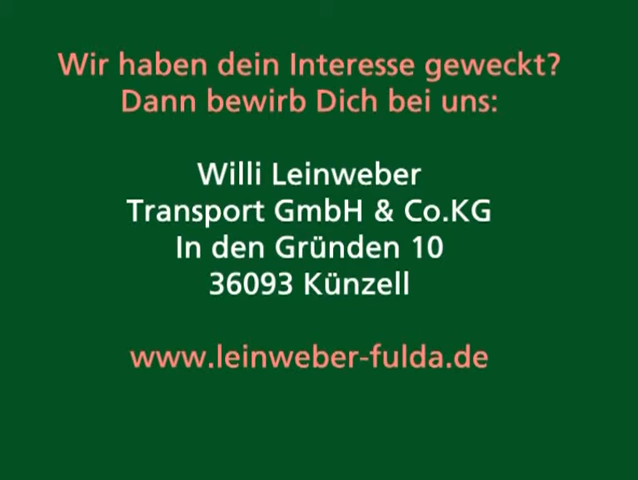 Wir haben dein Interesse geweckt?
Dann bewirb Dich bei uns:
Willi Leinweber
Transport GmbH & Co.KG
In den Gründen 10
36093 Künzell
www.leinweber-fulda.de